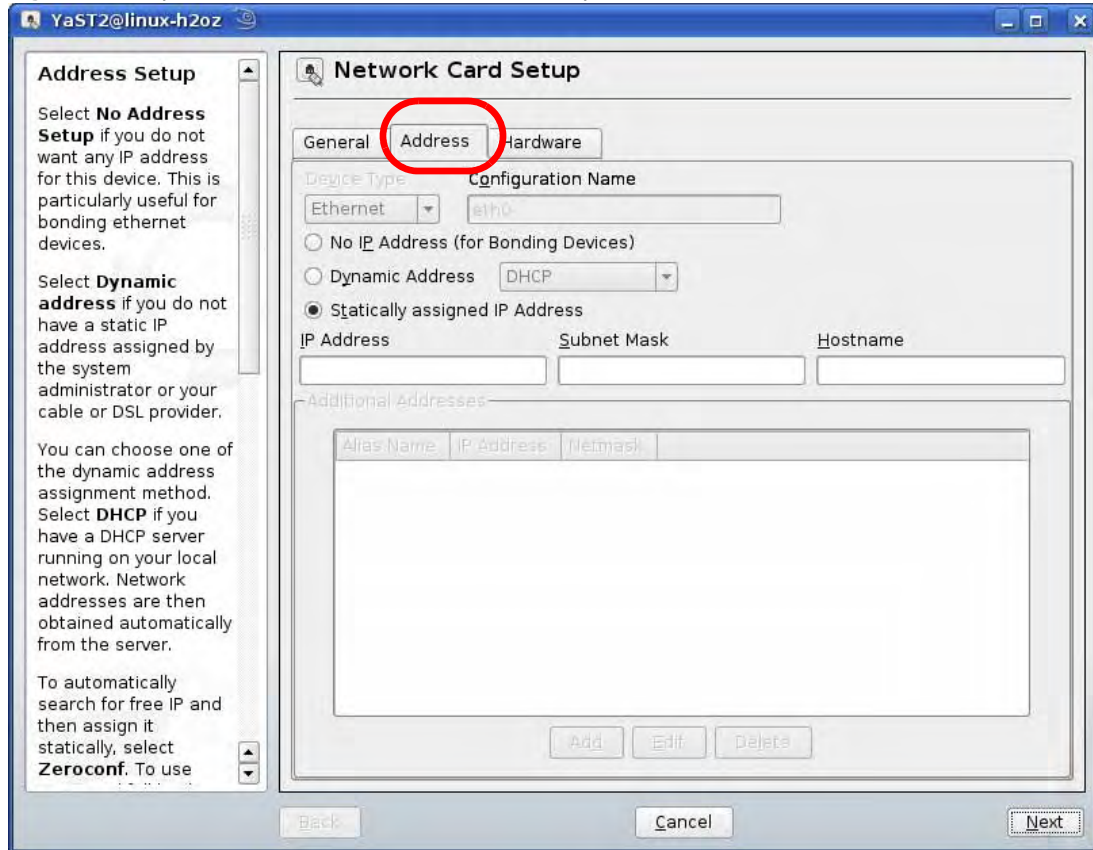 YaST2@linux-h2oz
Address Setup
Select No Address
Setup if you do not
want any IP address
for this device. This is
particularly useful for
bonding ethernet
devices.
Select Dynamic
address if you do not
have a static IP
address assigned by
the system
administrator or your
cable or DSL provider.
You can choose one of
the dynamic address
assignment method.
Select DHCP if you
have a DHCP server
running on your local
network. Network
addresses are then
obtained automatically
from the server.
To automatically
search for free IP and
then assign it
statically, select
Zeroconf. To use
Network Card Setup
General Address Hardware
Device Type Configuration Name
Ethernet eth0
No IP Address (for Bonding Devices)
Dynamic Address DHCP
Statically assigned IP Address
IP Address Subnet Mask Hostname
Additional Addresses
Alias Name IP Address Netmask
Add Edit Delete
Back Cancel Next